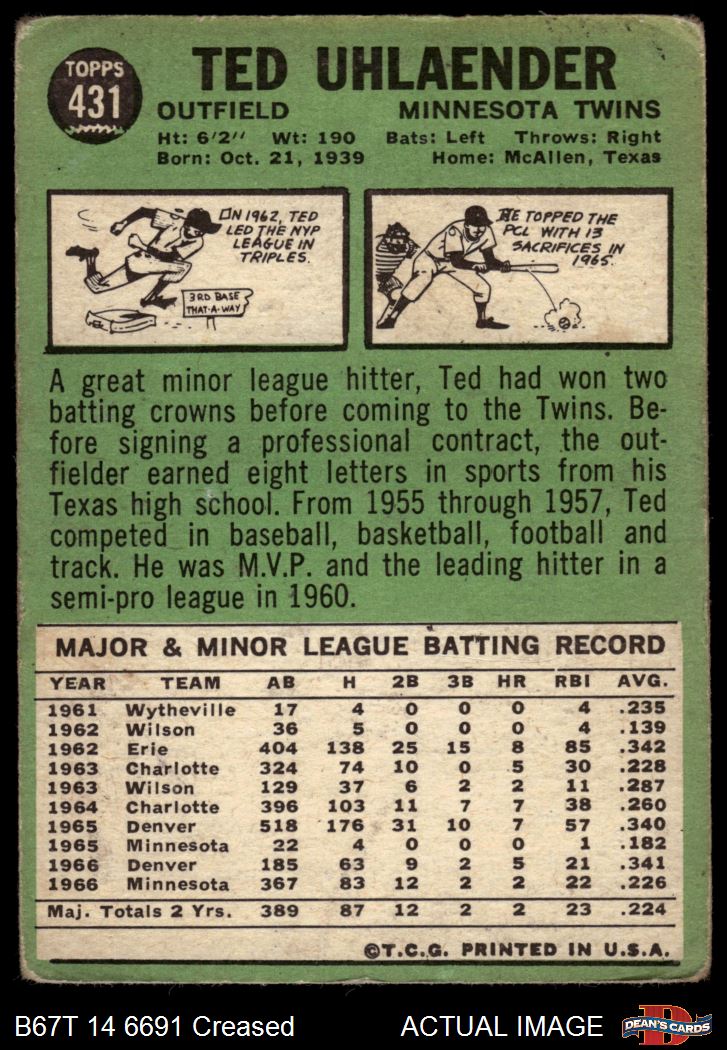 TOPPS
431
TED UHLAENDER
OUTFIELD MINNESOTA TWINS
Ht: 6'2" Wt: 190 Bats: Left Throws: Right
Born: Oct. 21, 1939 Home: McAllen, Texas
IN 1962, TED
LED THE NYP
LEAGUE IN
TRIPLES.
3RD BASE
THAT-A-WAY
HE TOPPED THE
PCL WITH 13
SACRIFICES IN
1965.
A great minor league hitter, Ted had won two
batting crowns before coming to the Twins. Be-
fore signing a professional contract, the out-
fielder earned eight letters in sports from his
Texas high school. From 1955 through 1957, Ted
competed in baseball, basketball, football and
track. He was M.V.P. and the leading hitter in a
semi-pro league in 1960.
MAJOR & MINOR LEAGUE BATTING RECORD
YEAR TEAM AB H 2B 3B HR RBI AVG.
1961 Wytheville 17 4 0 0 0 4 .235
1962 Wilson 36 5 0 0 0 4 .139
1962 Erie 404 138 25 15 8 85 .342
1963 Charlotte 324 74 10 0 5 30 .228
1963 Wilson 129 37 6 2 2 11 .287
1964 Charlotte 396 103 11 7 7 38 .260
1965 Denver 518 176 31 10 7 57 .340
1965 Minnesota 22 4 0 0 0 1 .182
1966 Denver 185 63 9 2 5 21 .341
1966 Minnesota 367 83 12 2 2 22 .226
Maj. Totals 2 Yrs. 389 87 12 2 2 23 .224
©T.C.G. PRINTED IN U.S.A.
B67T 14 6691 Creased ACTUAL IMAGE
D
DEAN'S CARDS